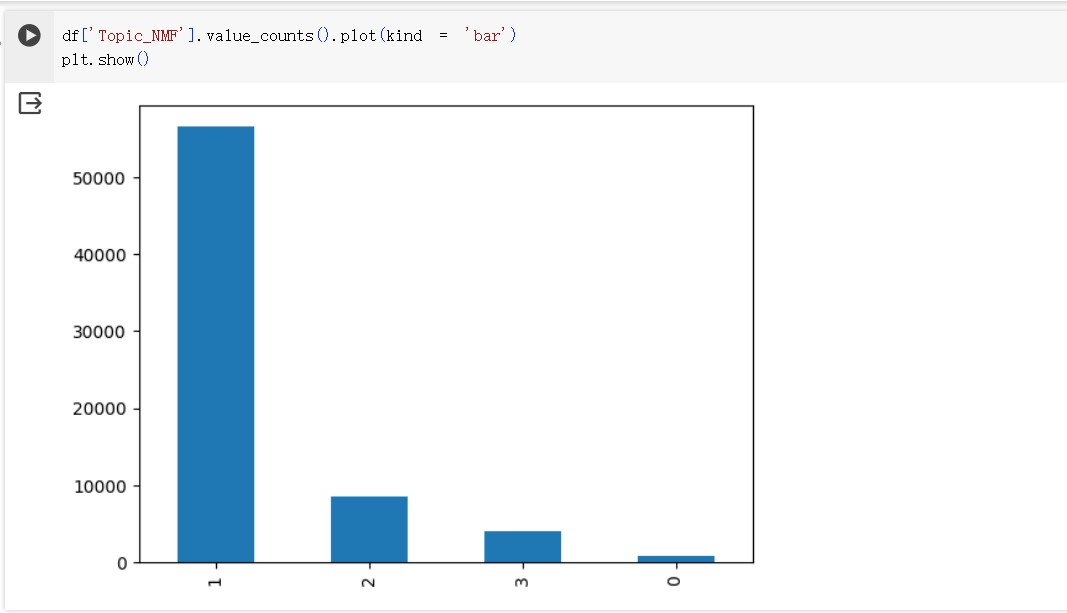 df['Topic_NMF'].value_counts().plot(kind = 'bar')
plt.show()
50000
40000
30000
20000
10000
0
1 2 3 0